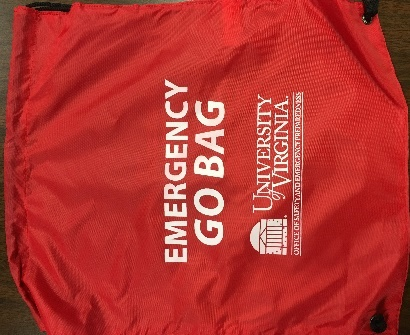 EMERGENCY
GO BAG
UNIVERSITY
of VIRGINIA
OFFICE OF SAFETY AND EMERGENCY PREPAREDNESS